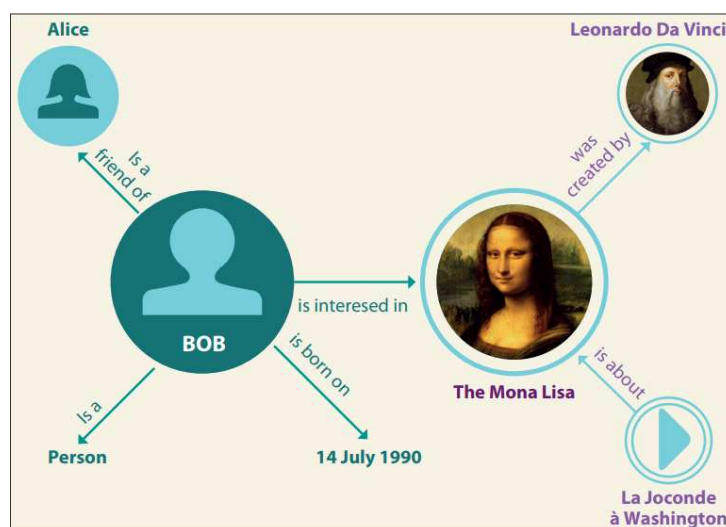 Alice
Leonardo Da Vinci
Is a
friend of
was
created by
is interesed in
BOB
is born on
is about
The Mona Lisa
Is a
Person
14 July 1990
La Joconde
à Washington